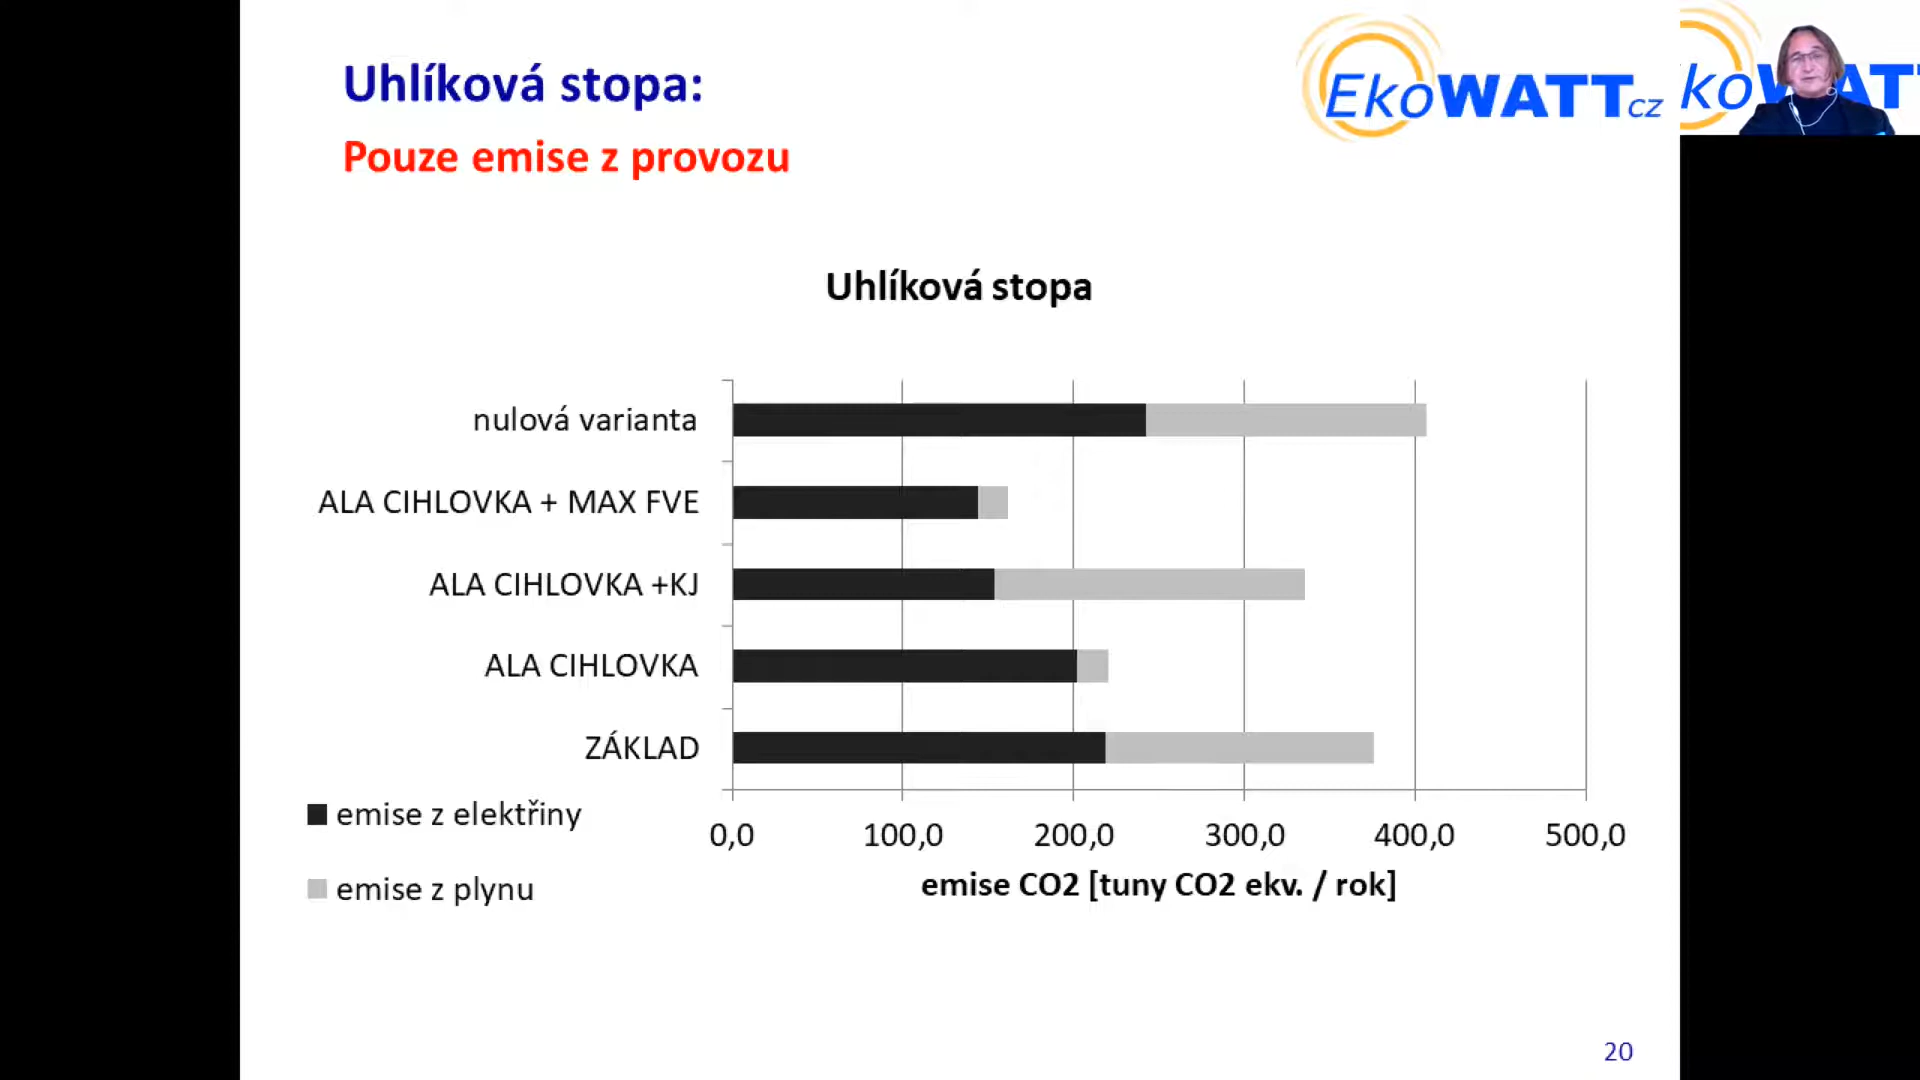 Uhlíková stopa:
Pouze emise z provozu
EkoWATTcz
Uhlíková stopa
nulová varianta
ALA CIHLOVKA + MAX FVE
ALA CIHLOVKA +KJ
ALA CIHLOVKA
ZÁKLAD
emise z elektřiny
emise z plynu
0,0 100,0 200,0 300,0 400,0 500,0
emise CO2 [tuny CO2 ekv. / rok]
20